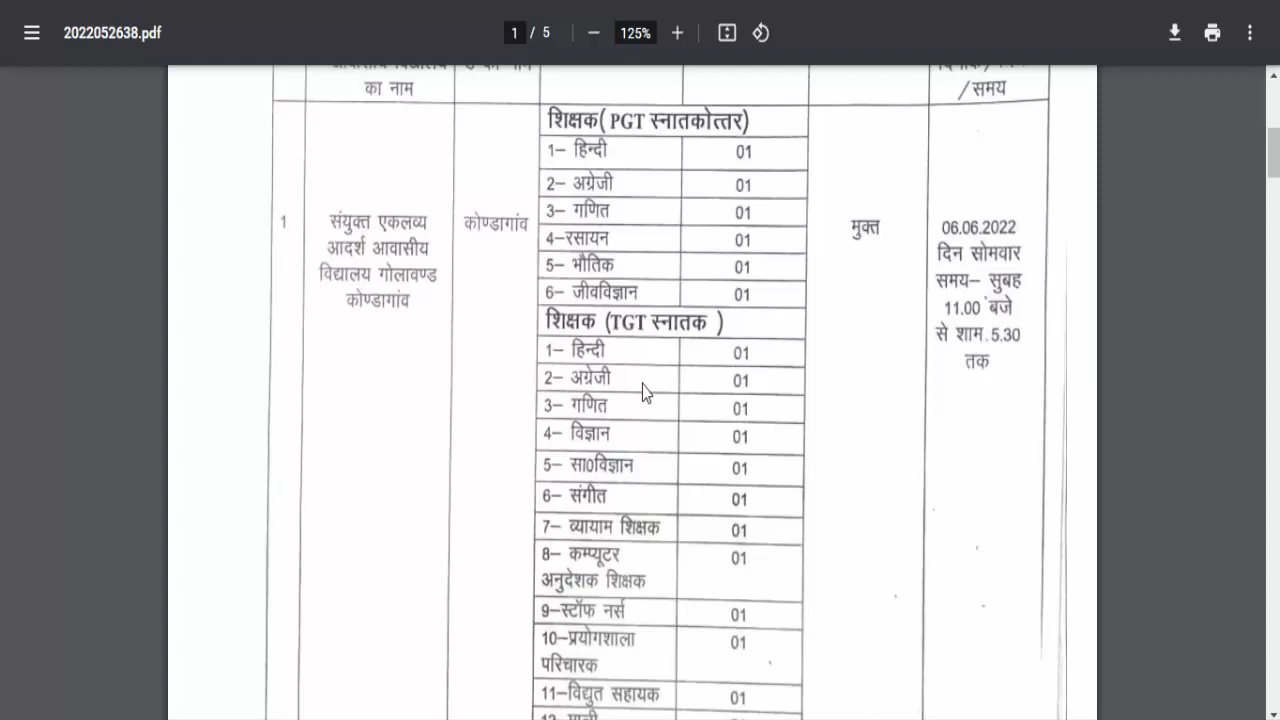 2022052638.pdf
1 / 5
125%
का नाम
/समय
शिक्षक( PGT स्नातकोत्तर)
1– हिन्दी 01
2– अग्रेजी 01
3– गणित 01
4–रसायन 01
5– भौतिक 01
6– जीवविज्ञान 01
1
संयुक्त एकलव्य
आदर्श आवासीय
विद्यालय गोलावण्ड
कोण्डागांव
कोण्डागांव
मुक्त
06.06.2022
दिन सोमवार
समय– सुबह
11.00 बजे
से शाम.5.30
तक
शिक्षक (TGT स्नातक )
1– हिन्दी 01
2– अग्रेजी 01
3– गणित 01
4– विज्ञान 01
5– सा0विज्ञान 01
6– संगीत 01
7– व्यायाम शिक्षक 01
8– कम्प्यूटर 01
अनुदेशक शिक्षक
9–स्टॉफ नर्स 01
10–प्रयोगशाला 01
परिचारक
11–विद्युत सहायक 01